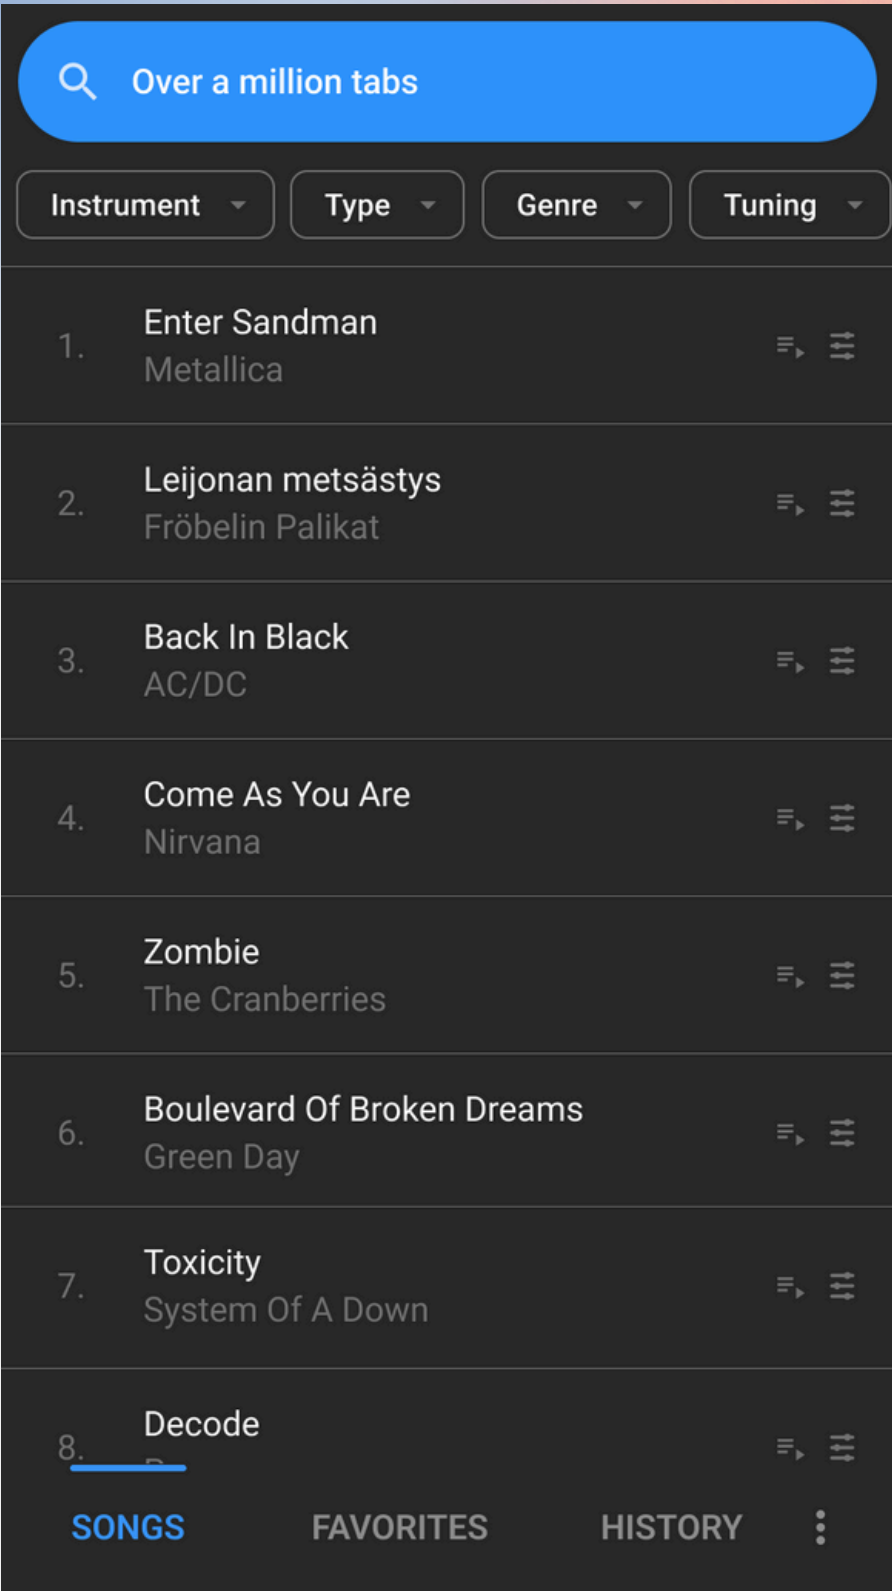 Over a million tabs
Instrument
Type
Genre
Tuning
1.
Enter Sandman
Metallica
2.
Leijonan metsästys
Fröbelin Palikat
3.
Back In Black
AC/DC
4.
Come As You Are
Nirvana
5.
Zombie
The Cranberries
6.
Boulevard Of Broken Dreams
Green Day
7.
Toxicity
System Of A Down
8.
Decode
SONGS
FAVORITES
HISTORY